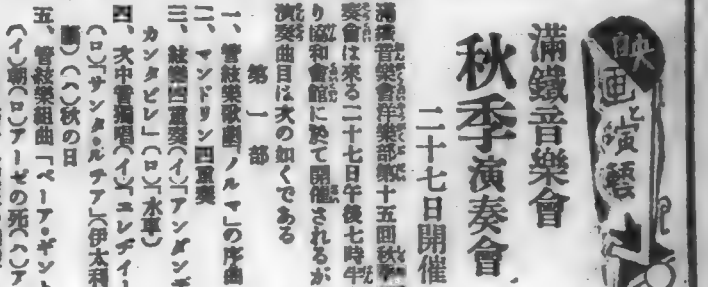 映画と演藝
滿鐵音樂會
秋季演奏會
二十七日開催
滿鐵音樂會洋樂部第十五回秋季演
奏會は來る二十七日午後七時半よ
り協和會館に於て開催されるが
演奏曲目は次の如くである
第一部
一、管絃樂歌劇「ノルマ」の序曲
二、マンドリン四重奏
三、絃樂四重奏(イ)「アンダン
カンタビレ」(ロ)「水車」
四、次中音獨唱(イ)「エレヂイ
(ロ)「サンタ・ルチア」(伊太利
語)(ハ)秋の日
五、管絃樂組曲「ペーア・ギント
(イ)朝(ロ)アーゼの死(ハ)ア